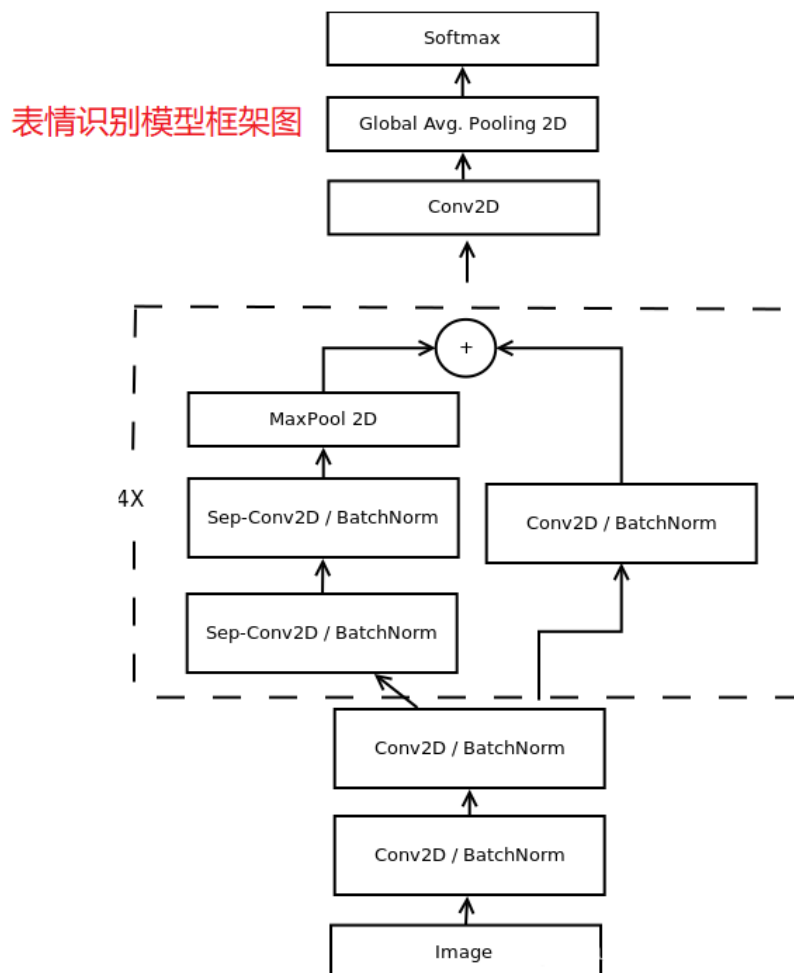 Softmax
表情识别模型框架图
Global Avg. Pooling 2D
Conv2D
+
MaxPool 2D
4X
Sep-Conv2D / BatchNorm
Conv2D / BatchNorm
Sep-Conv2D / BatchNorm
Conv2D / BatchNorm
Conv2D / BatchNorm
Image